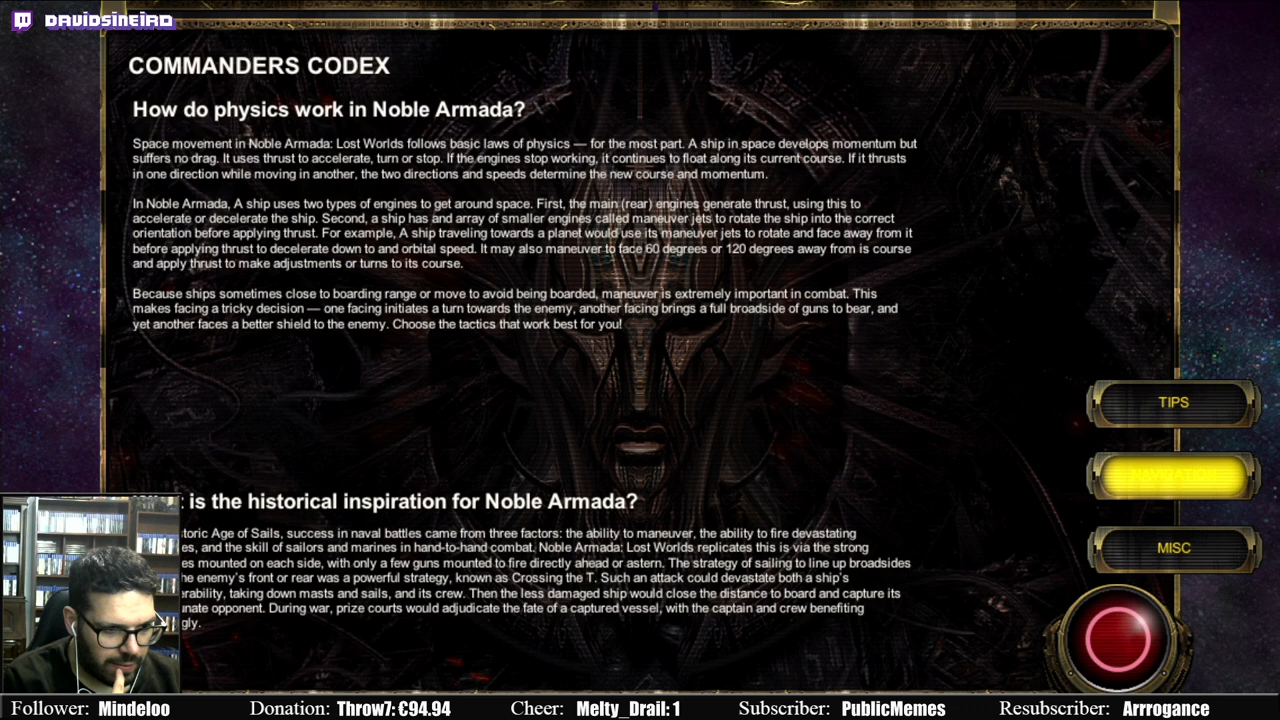 DAVIDSINEIRO
COMMANDERS CODEX
How do physics work in Noble Armada?
Space movement in Noble Armada: Lost Worlds follows basic laws of physics — for the most part. A ship in space develops momentum but
suffers no drag. It uses thrust to accelerate, turn or stop. If the engines stop working, it continues to float along its current course. If it thrusts
in one direction while moving in another, the two directions and speeds determine the new course and momentum.
In Noble Armada, A ship uses two types of engines to get around space. First, the main (rear) engines generate thrust, using this to
accelerate or decelerate the ship. Second, a ship has and array of smaller engines called maneuver jets to rotate the ship into the correct
orientation before applying thrust. For example, A ship traveling towards a planet would use its maneuver jets to rotate and face away from it
before applying thrust to decelerate down to and orbital speed. It may also maneuver to face 60 degrees or 120 degrees away from is course
and apply thrust to make adjustments or turns to its course.
Because ships sometimes close to boarding range or move to avoid being boarded, maneuver is extremely important in combat. This
makes facing a tricky decision — one facing initiates a turn towards the enemy, another facing brings a full broadside of guns to bear, and
yet another faces a better shield to the enemy. Choose the tactics that work best for you!
TIPS
MISC
is the historical inspiration for Noble Armada?
toric Age of Sails, success in naval battles came from three factors: the ability to maneuver, the ability to fire devastating
es, and the skill of sailors and marines in hand-to-hand combat. Noble Armada: Lost Worlds replicates this is via the strong
es mounted on each side, with only a few guns mounted to fire directly ahead or astern. The strategy of sailing to line up broadsides
he enemy's front or rear was a powerful strategy, known as Crossing the T. Such an attack could devastate both a ship's
erability, taking down masts and sails, and its crew. Then the less damaged ship would close the distance to board and capture its
unate opponent. During war, prize courts would adjudicate the fate of a captured vessel, with the captain and crew benefiting
gly.
Follower: Mindeloo Donation: Throw7: €94.94 Cheer: Melty_Drail: 1 Subscriber: PublicMemes Resubscriber: Arrrogance